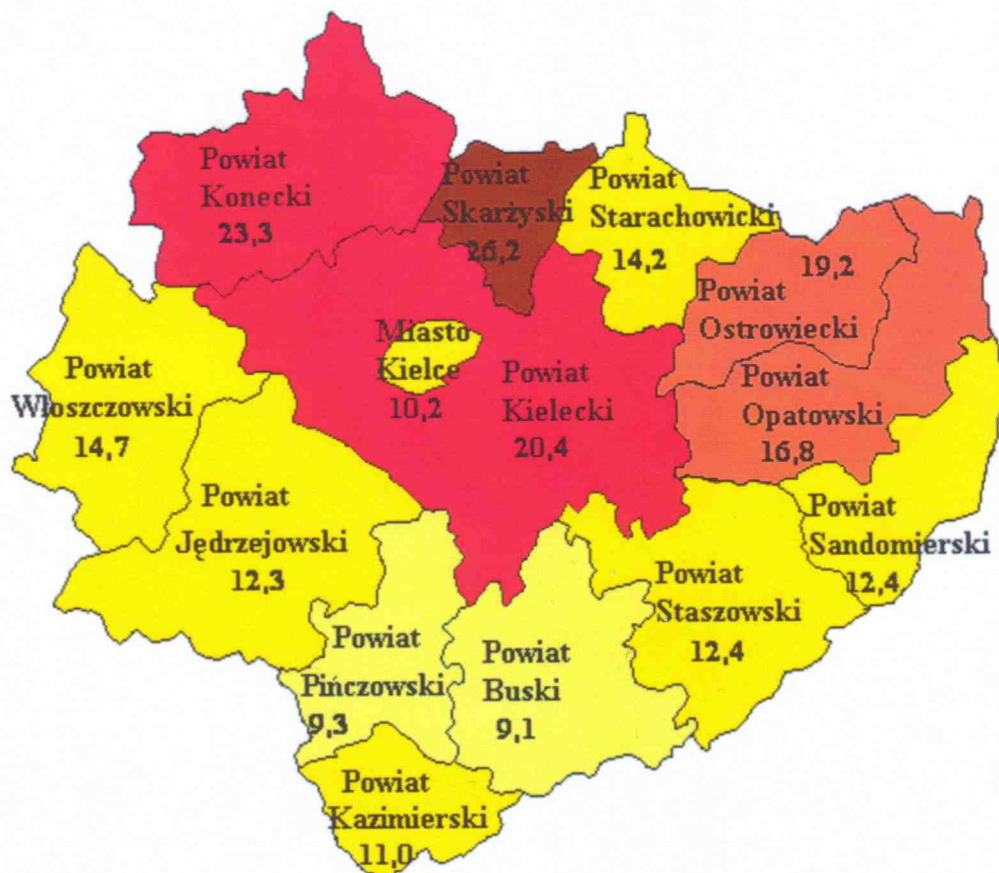 Powiat
Konecki
23,3
Powiat
Skarżyski
26,2
Powiat
Starachowicki
14,2
19,2
Powiat
Ostrowiecki
Miasto
Kielce
10,2
Powiat
Kielecki
20,4
Powiat
Opatowski
16,8
Powiat
Włoszczowski
14,7
Powiat
Jędrzejowski
12,3
Powiat
Sandomierski
12,4
Powiat
Staszowski
12,4
Powiat
Pińczowski
9,3
Powiat
Buski
9,1
Powiat
Kazimierski
11,0